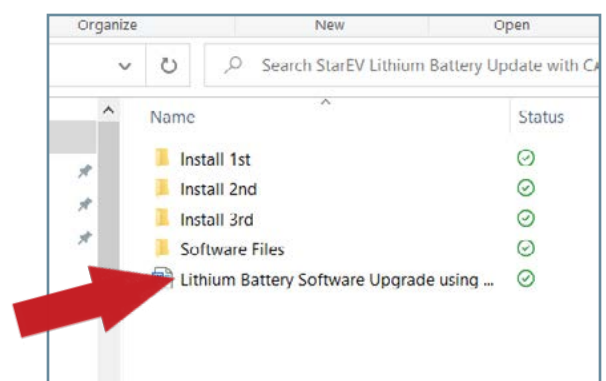 Organize New Open
Search StarEV Lithium Battery Update with CA
Name Status
Install 1st
Install 2nd
Install 3rd
Software Files
Lithium Battery Software Upgrade using ...